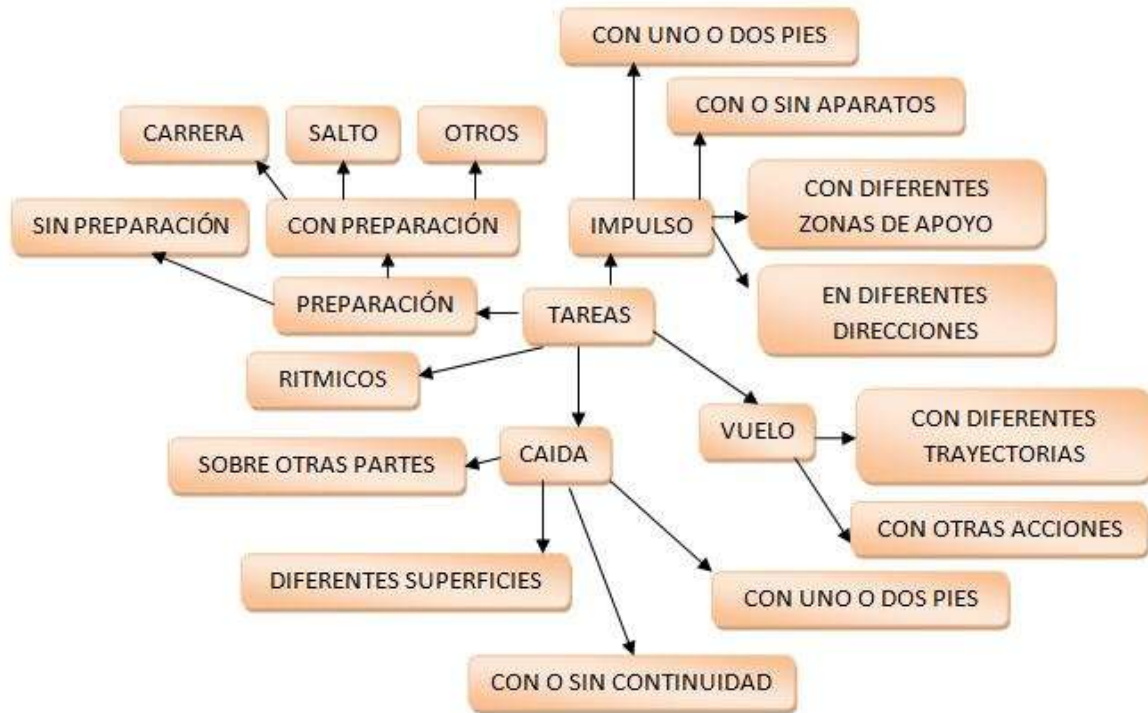 CON UNO O DOS PIES
CON O SIN APARATOS
CARRERA
SALTO
OTROS
CON DIFERENTES
ZONAS DE APOYO
SIN PREPARACIÓN
CON PREPARACIÓN
IMPULSO
EN DIFERENTES
DIRECCIONES
PREPARACIÓN
TAREAS
RITMICOS
VUELO
CON DIFERENTES
TRAYECTORIAS
SOBRE OTRAS PARTES
CAIDA
CON OTRAS ACCIONES
DIFERENTES SUPERFICIES
CON UNO O DOS PIES
CON O SIN CONTINUIDAD